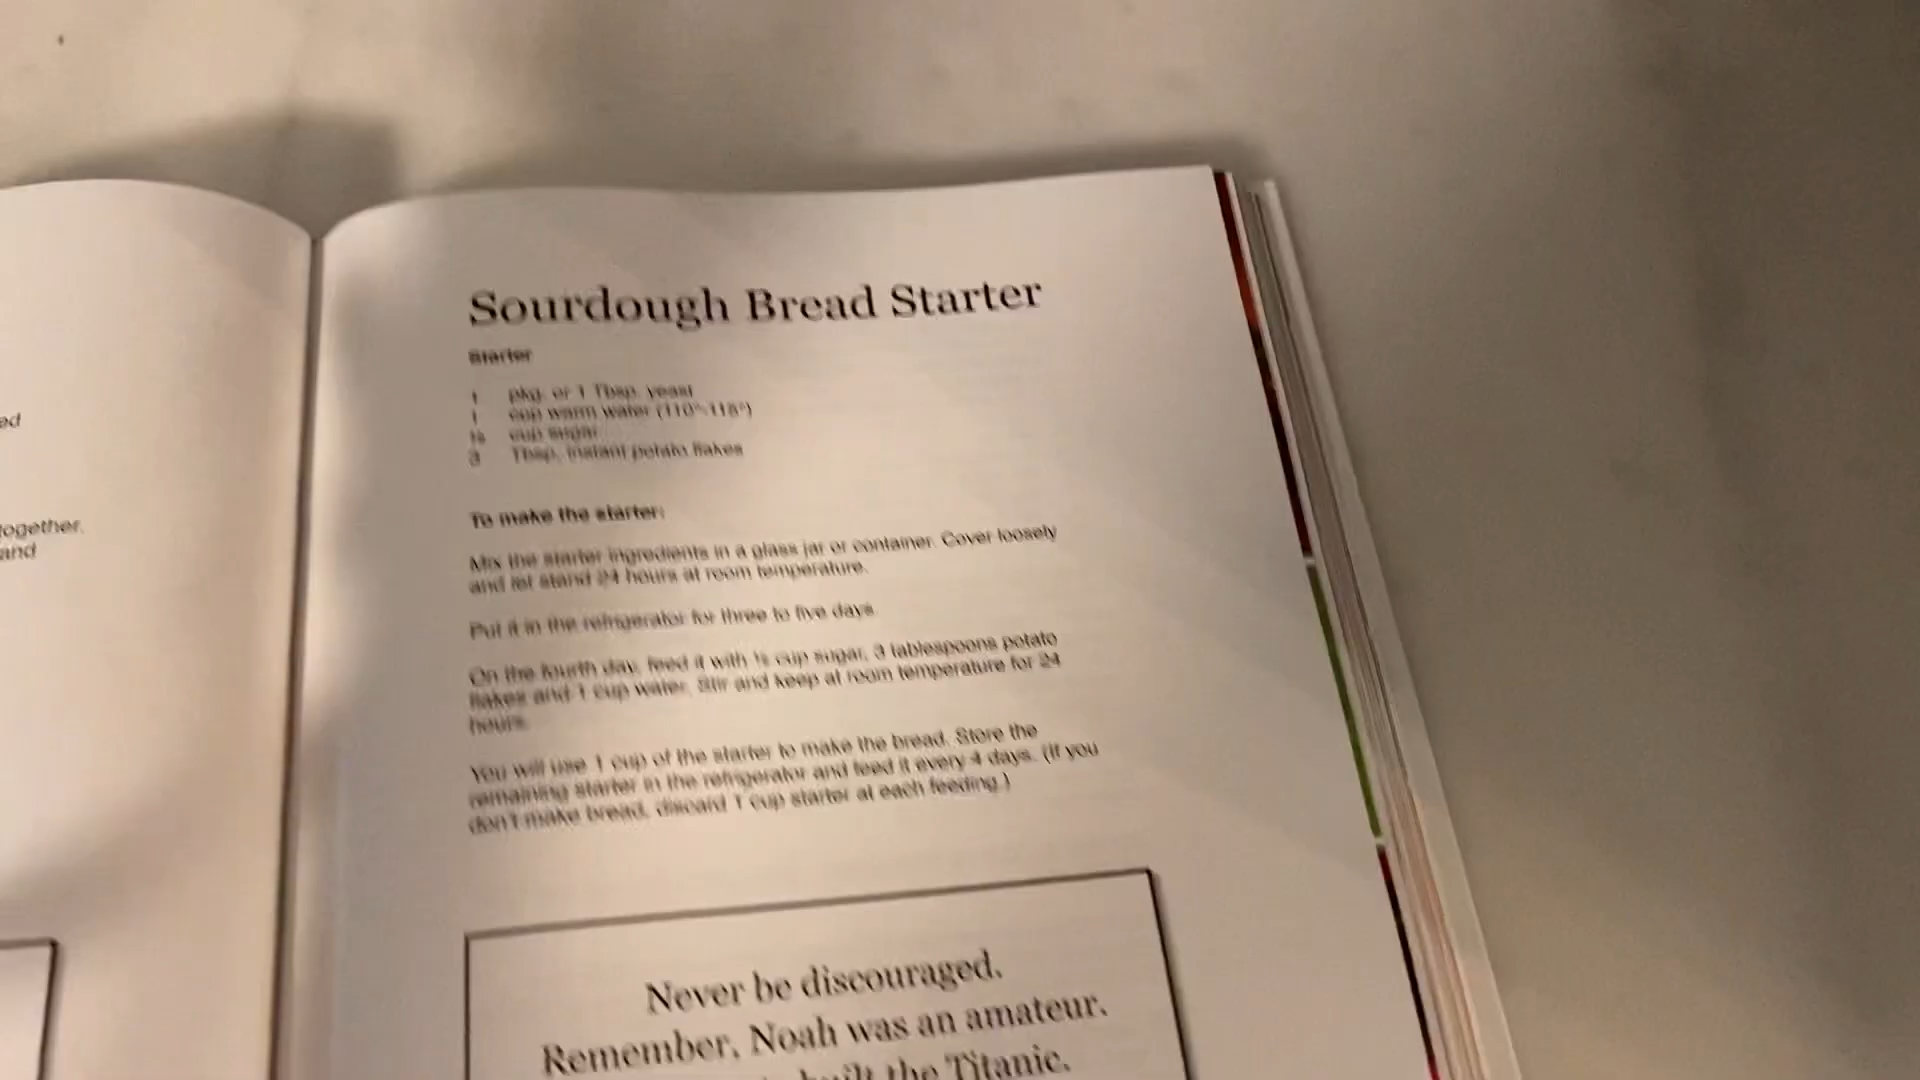 ed
together.
and
Sourdough Bread Starter
Starter
1 pkg. or 1 Tbsp. yeast
1 cup warm water (110°-115°)
cup sugar
3 Tbsp. instant potato flakes
To make the starter:
Mix the starter ingredients in a glass jar or container. Cover loosely
and let stand 24 hours at room temperature.
Put it in the refrigerator for three to five days.
On the fourth day, feed it with cup sugar, 3 tablespoons potato
flakes and 1 cup water. Stir and keep at room temperature for 24
hours.
You will use 1 cup of the starter to make the bread. Store the
remaining starter in the refrigerator and feed it every 4 days. (If you
don't make bread, discard 1 cup starter at each feeding.)
Never be discouraged.
Remember, Noah was an amateur.
built the Titanic.